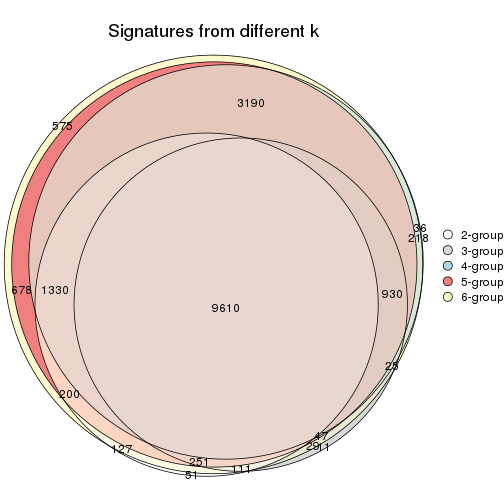 Signatures from different k
3190
575
36
218
2-group
3-group
4-group
5-group
6-group
678
1330
930
9610
25
200
47
29
11
127
251
111
51